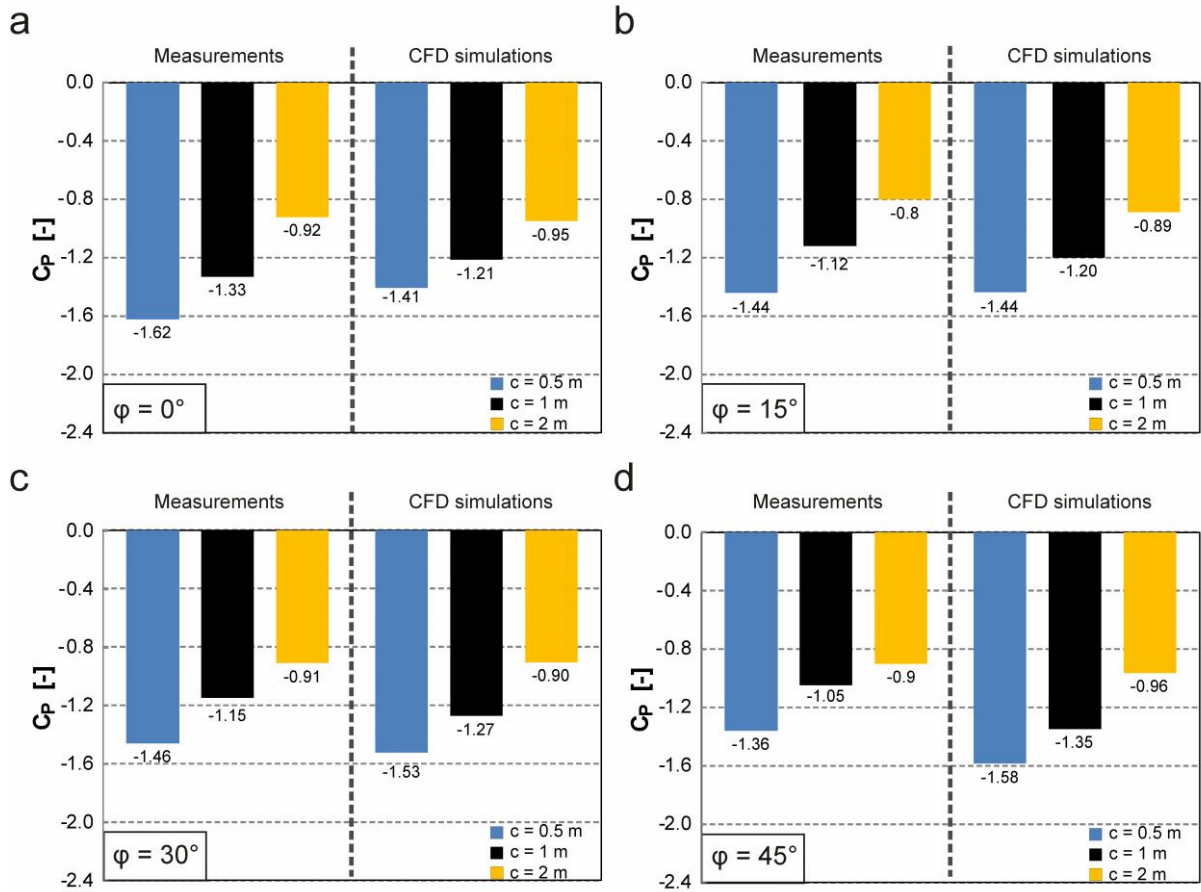 a
Measurements CFD simulations
0.0
-0.4
-0.8
-1.2
-1.6
-2.0
-2.4
CP [-]
-1.62
-1.33
-0.92
-1.41
-1.21
-0.95
φ = 0°
c = 0.5 m
c = 1 m
c = 2 m
b
Measurements CFD simulations
0.0
-0.4
-0.8
-1.2
-1.6
-2.0
-2.4
CP [-]
-1.44
-1.12
-0.8
-1.44
-1.20
-0.89
φ = 15°
c = 0.5 m
c = 1 m
c = 2 m
c
Measurements CFD simulations
0.0
-0.4
-0.8
-1.2
-1.6
-2.0
-2.4
CP [-]
-1.46
-1.15
-0.91
-1.53
-1.27
-0.90
φ = 30°
c = 0.5 m
c = 1 m
c = 2 m
d
Measurements CFD simulations
0.0
-0.4
-0.8
-1.2
-1.6
-2.0
-2.4
CP [-]
-1.36
-1.05
-0.9
-1.58
-1.35
-0.96
φ = 45°
c = 0.5 m
c = 1 m
c = 2 m